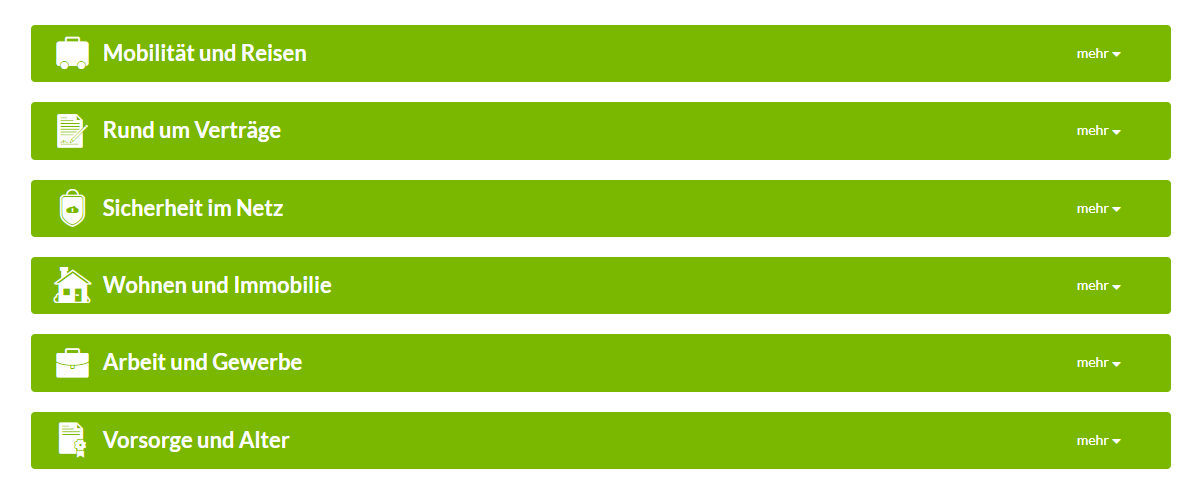 Mobilität und Reisen mehr
Rund um Verträge mehr
Sicherheit im Netz mehr
Wohnen und Immobilie mehr
Arbeit und Gewerbe mehr
Vorsorge und Alter mehr